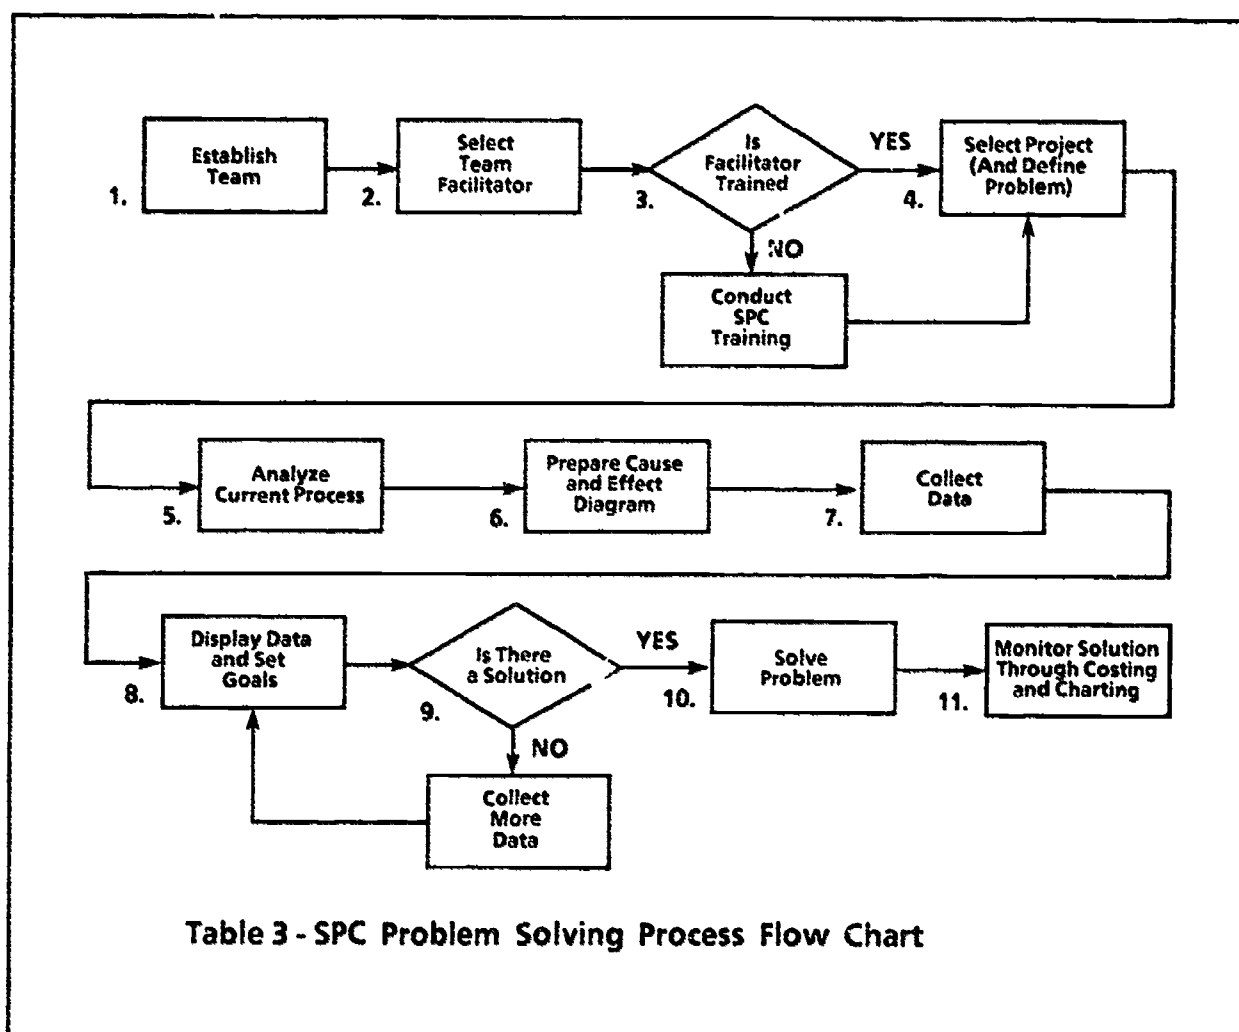 Establish
Team
1.
Select
Team
Facilitator
2.
Is
Facilitator
Trained
3.
YES
NO
Conduct
SPC
Training
Select Project
(And Define
Problem)
4.
Analyze
Current Process
5.
Prepare Cause
and Effect
Diagram
6.
Collect
Data
7.
Display Data
and Set
Goals
8.
Is There
a Solution
9.
YES
NO
Collect
More
Data
Solve
Problem
10.
Monitor Solution
Through Costing
and Charting
11.
Table 3 - SPC Problem Solving Process Flow Chart